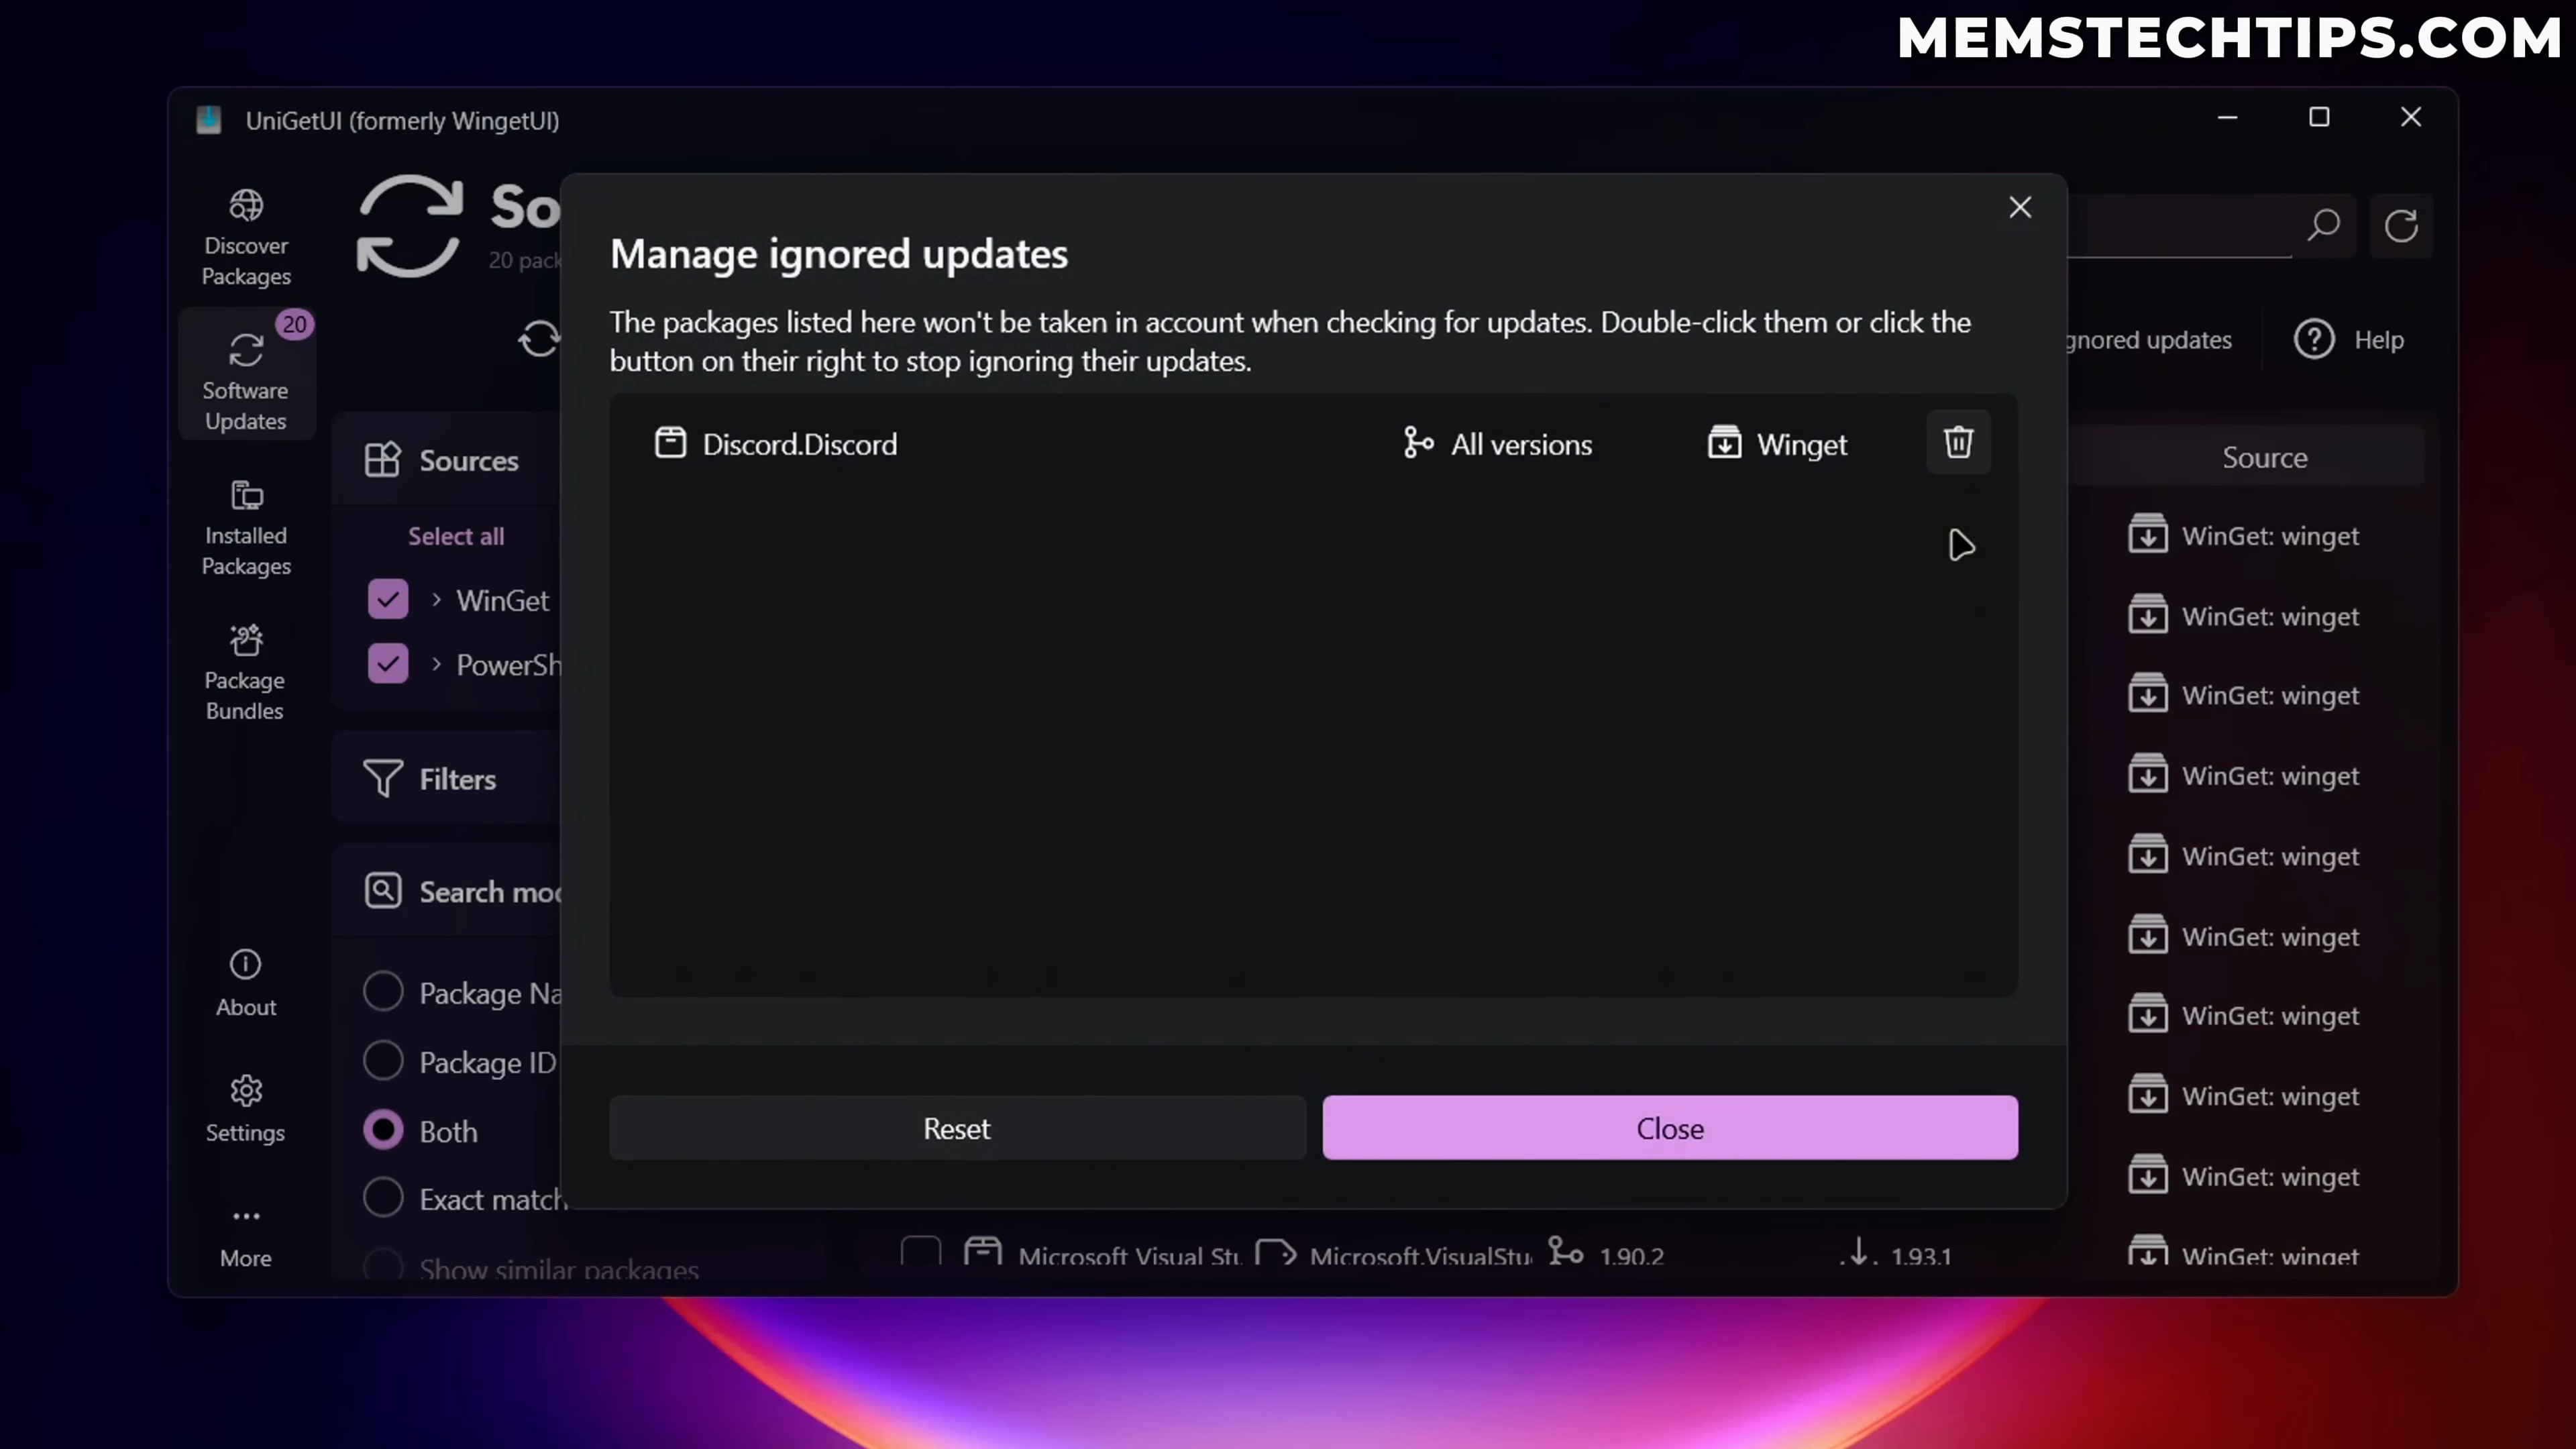 MEMSTECHTIPS.COM
UniGetUI (formerly WingetUI)
Discover
Packages
20
Software
Updates
Installed
Packages
Package
Bundles
About
Settings
More
So
20 pack
gnored updates
Help
Sources
Select all
WinGet
PowerSh
Filters
Search mod
Package Na
Package ID
Both
Exact match
Show similar packages
Manage ignored updates
The packages listed here won't be taken in account when checking for updates. Double-click them or click the
button on their right to stop ignoring their updates.
Discord.Discord All versions Winget
Reset Close
Source
WinGet: winget
WinGet: winget
WinGet: winget
WinGet: winget
WinGet: winget
WinGet: winget
WinGet: winget
WinGet: winget
WinGet: winget
Microsoft Visual Stu Microsoft.VisualStu 1.90.2 1.93.1 WinGet: winget